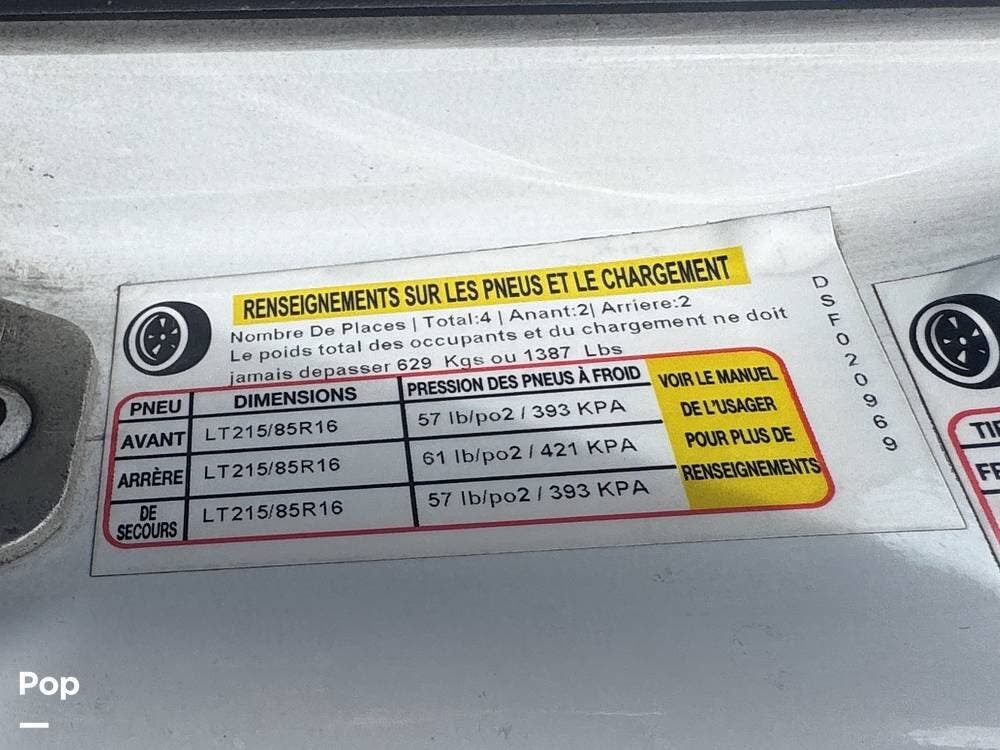 RENSEIGNEMENTS SUR LES PNEUS ET LE CHARGEMENT
Nombre De Places | Total:4 | Anant:2| Arriere:2
Le poids total des occupants et du chargement ne doit
jamais depasser 629 Kgs ou 1387 Lbs
PNEU DIMENSIONS PRESSION DES PNEUS À FROID
AVANT LT215/85R16 57 lb/po2 / 393 KPA
ARRÈRE LT215/85R16 61 lb/po2 / 421 KPA
DE SECOURS LT215/85R16 57 lb/po2 / 393 KPA
VOIR LE MANUEL
DE L'USAGER
POUR PLUS DE
RENSEIGNEMENTS
DSF020969
Pop